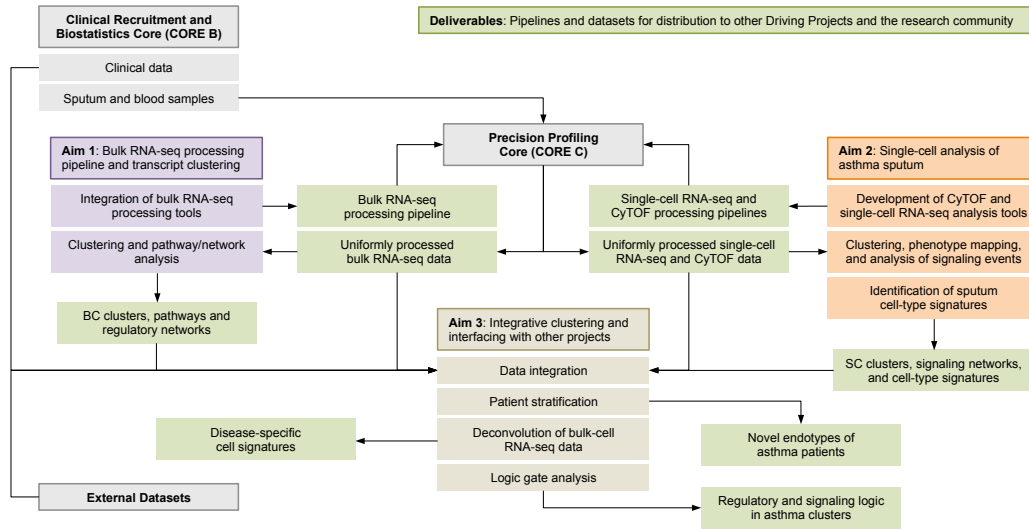 Clinical Recruitment and
Biostatistics Core (CORE B)
Clinical data
Sputum and blood samples
Deliverables: Pipelines and datasets for distribution to other Driving Projects and the research community
Precision Profiling
Core (CORE C)
Aim 1: Bulk RNA-seq processing
pipeline and transcript clustering
Integration of bulk RNA-seq
processing tools
Clustering and pathway/network
analysis
BC clusters, pathways and
regulatory networks
Bulk RNA-seq
processing pipeline
Uniformly processed
bulk RNA-seq data
Single-cell RNA-seq and
CyTOF processing pipelines
Uniformly processed single-cell
RNA-seq and CyTOF data
Aim 2: Single-cell analysis of
asthma sputum
Development of CyTOF and
single-cell RNA-seq analysis tools
Clustering, phenotype mapping,
and analysis of signaling events
Identification of sputum
cell-type signatures
SC clusters, signaling networks,
and cell-type signatures
Aim 3: Integrative clustering and
interfacing with other projects
Data integration
Patient stratification
Deconvolution of bulk-cell
RNA-seq data
Logic gate analysis
Disease-specific
cell signatures
Novel endotypes of
asthma patients
Regulatory and signaling logic
in asthma clusters
External Datasets